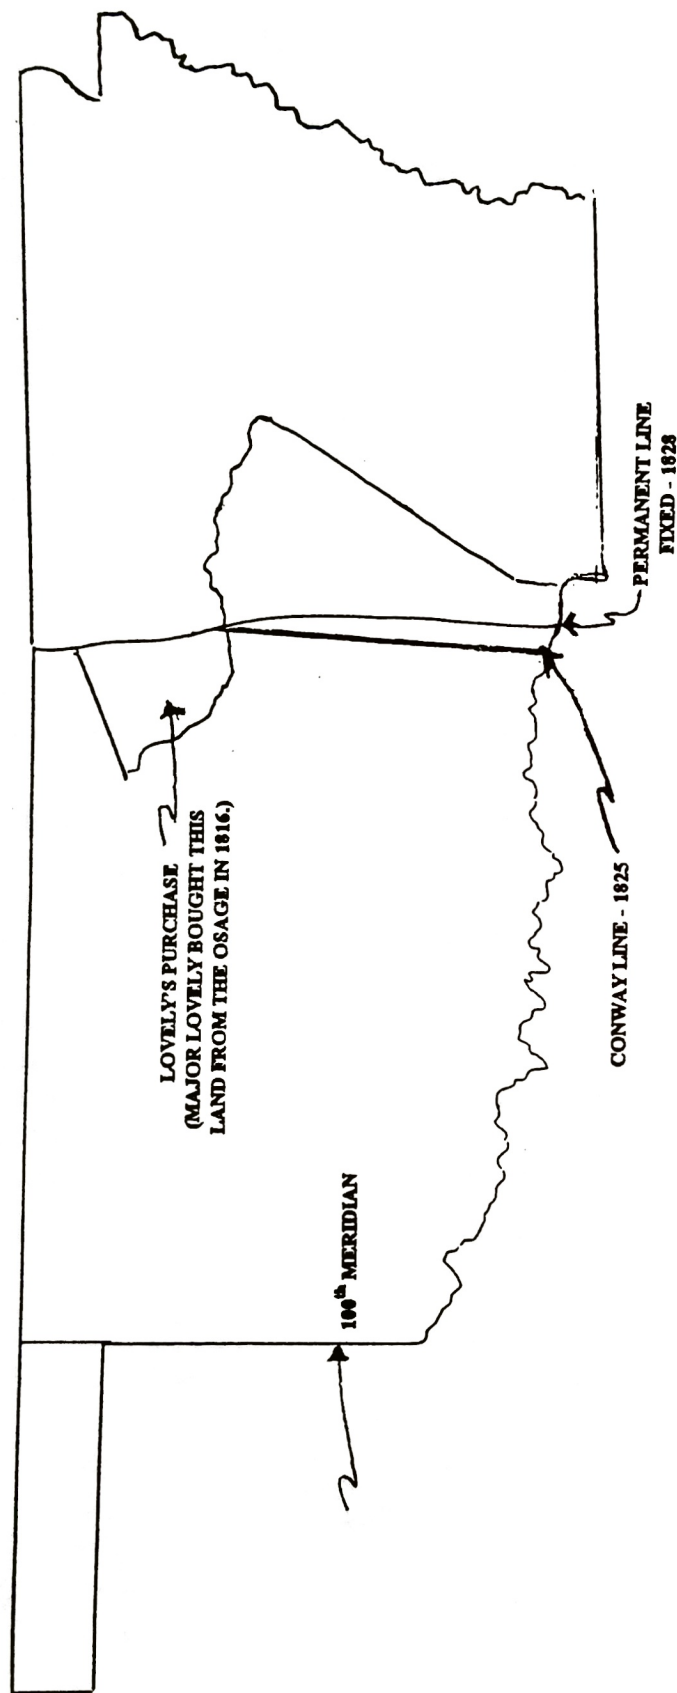 LOVELY'S PURCHASE
(MAJOR LOVELY BOUGHT THIS
LAND FROM THE OSAGE IN 1816.)
100th MERIDIAN
CONWAY LINE - 1825
PERMANENT LINE
FIXED - 1828